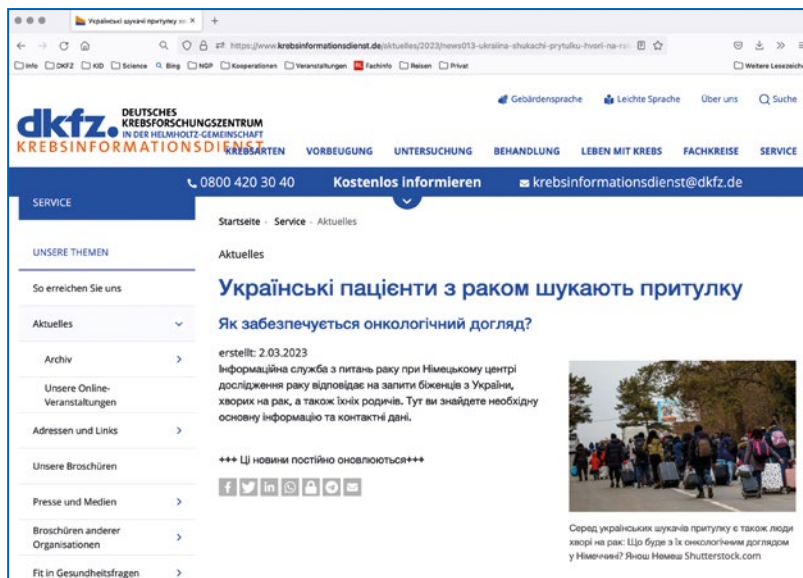 Українські шукачі притулку
https://www.krebsinformationsdienst.de/aktuelles/2023/news013-ukraiina-shukachi-prytulku-hvori-na-ra
Info DKFZ KID Science Bing NGP Kooperationen Veranstaltungen Fachinfo Reisen Privat Weitere Lesezeichen
Gebärdensprache Leichte Sprache Über uns Suche
dkfz. DEUTSCHES
KREBSFORSCHUNGSZENTRUM
IN DER HELMHOLTZ-GEMEINSCHAFT
KREBSINFORMATIONSDIENST
KREBSARTEN VORBEUGUNG UNTERSUCHUNG BEHANDLUNG LEBEN MIT KREBS FACHKREISE SERVICE
0800 420 30 40 Kostenlos informieren krebsinformationsdienst@dkfz.de
SERVICE
UNSERE THEMEN
So erreichen Sie uns
Aktuelles
Archiv
Unsere Online-
Veranstaltungen
Adressen und Links
Unsere Broschüren
Presse und Medien
Broschüren anderer
Organisationen
Fit in Gesundheitsfragen
Startseite - Service - Aktuelles
Aktuelles
Українські пацієнти з раком шукають притулку
Як забезпечується онкологічний догляд?
erstellt: 2.03.2023
Інформаційна служба з питань раку при Німецькому центрі
дослідження раку відповідає на запити біженців з України,
хворих на рак, а також їхніх родичів. Тут ви знайдете необхідну
основну інформацію та контактні дані.
+++ Ці новини постійно оновлюються+++
Серед українських шукачів притулку є також люди
хворі на рак: Що буде з їх онкологічним доглядом
у Німеччині? Янош Немеш Shutterstock.com